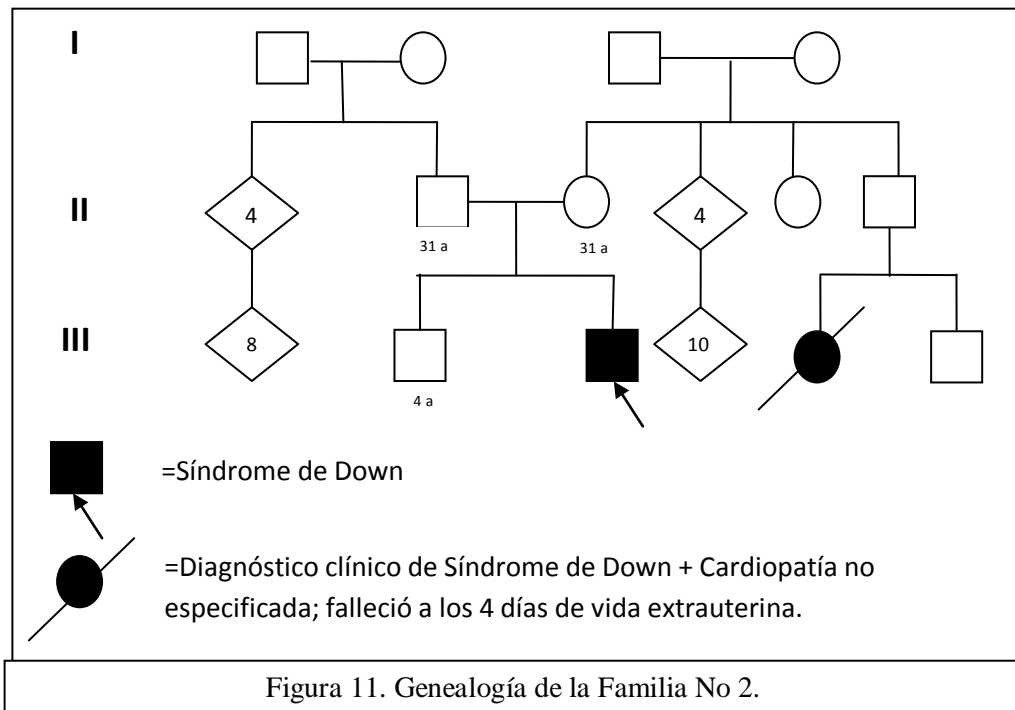 I
II
4
31 a
31 a
4
III
8
4 a
10
=Síndrome de Down
=Diagnóstico clínico de Síndrome de Down + Cardiopatía no
especificada; falleció a los 4 días de vida extrauterina.
Figura 11. Genealogía de la Familia No 2.